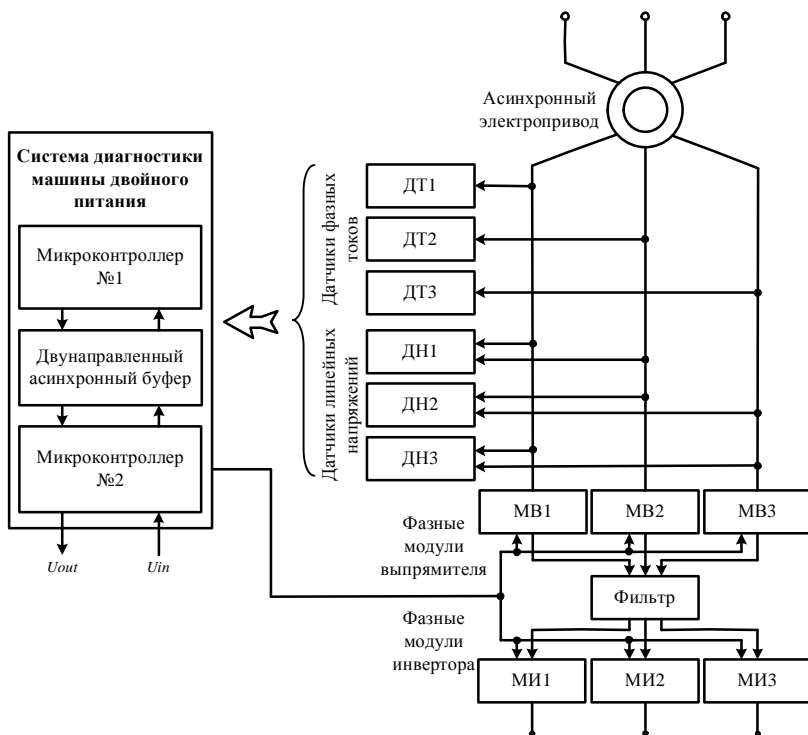 Асинхронный
электропривод
Система диагностики
машины двойного
питания
Микроконтроллер
№1
Двунаправленный
асинхронный буфер
Микроконтроллер
№2
Uout
Uin
Датчики фазных
токов
Датчики линейных
напряжений
ДТ1
ДТ2
ДТ3
ДН1
ДН2
ДН3
МВ1
МВ2
МВ3
Фазные
модули
выпрямителя
Фильтр
Фазные
модули
инвертора
МИ1
МИ2
МИ3